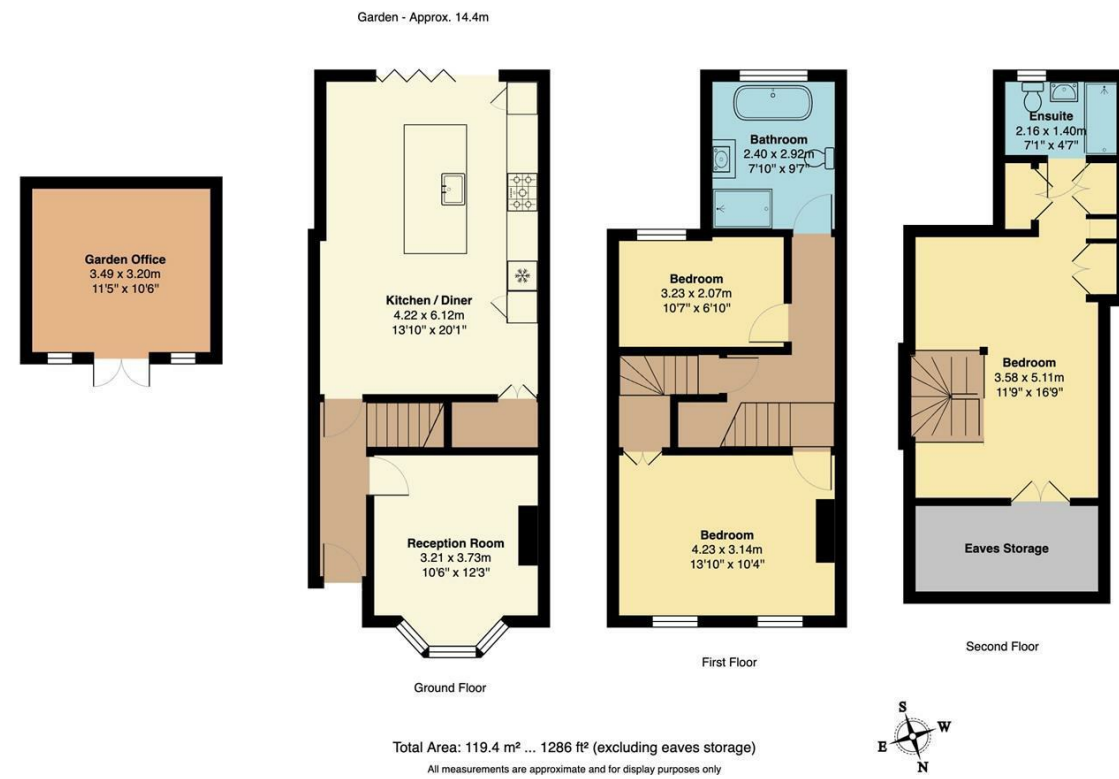 Garden - Approx. 14.4m
Garden Office
3.49 x 3.20m
11'5" x 10'6"
Kitchen / Diner
4.22 x 6.12m
13'10" x 20'1"
Reception Room
3.21 x 3.73m
10'6" x 12'3"
Ground Floor
Bathroom
2.40 x 2.92m
7'10" x 9'7"
Bedroom
3.23 x 2.07m
10'7" x 6'10"
Bedroom
4.23 x 3.14m
13'10" x 10'4"
First Floor
Ensuite
2.16 x 1.40m
7'1" x 4'7"
Bedroom
3.58 x 5.11m
11'9" x 16'9"
Eaves Storage
Second Floor
S
W
E
N
Total Area: 119.4 m² ... 1286 ft² (excluding eaves storage)
All measurements are approximate and for display purposes only